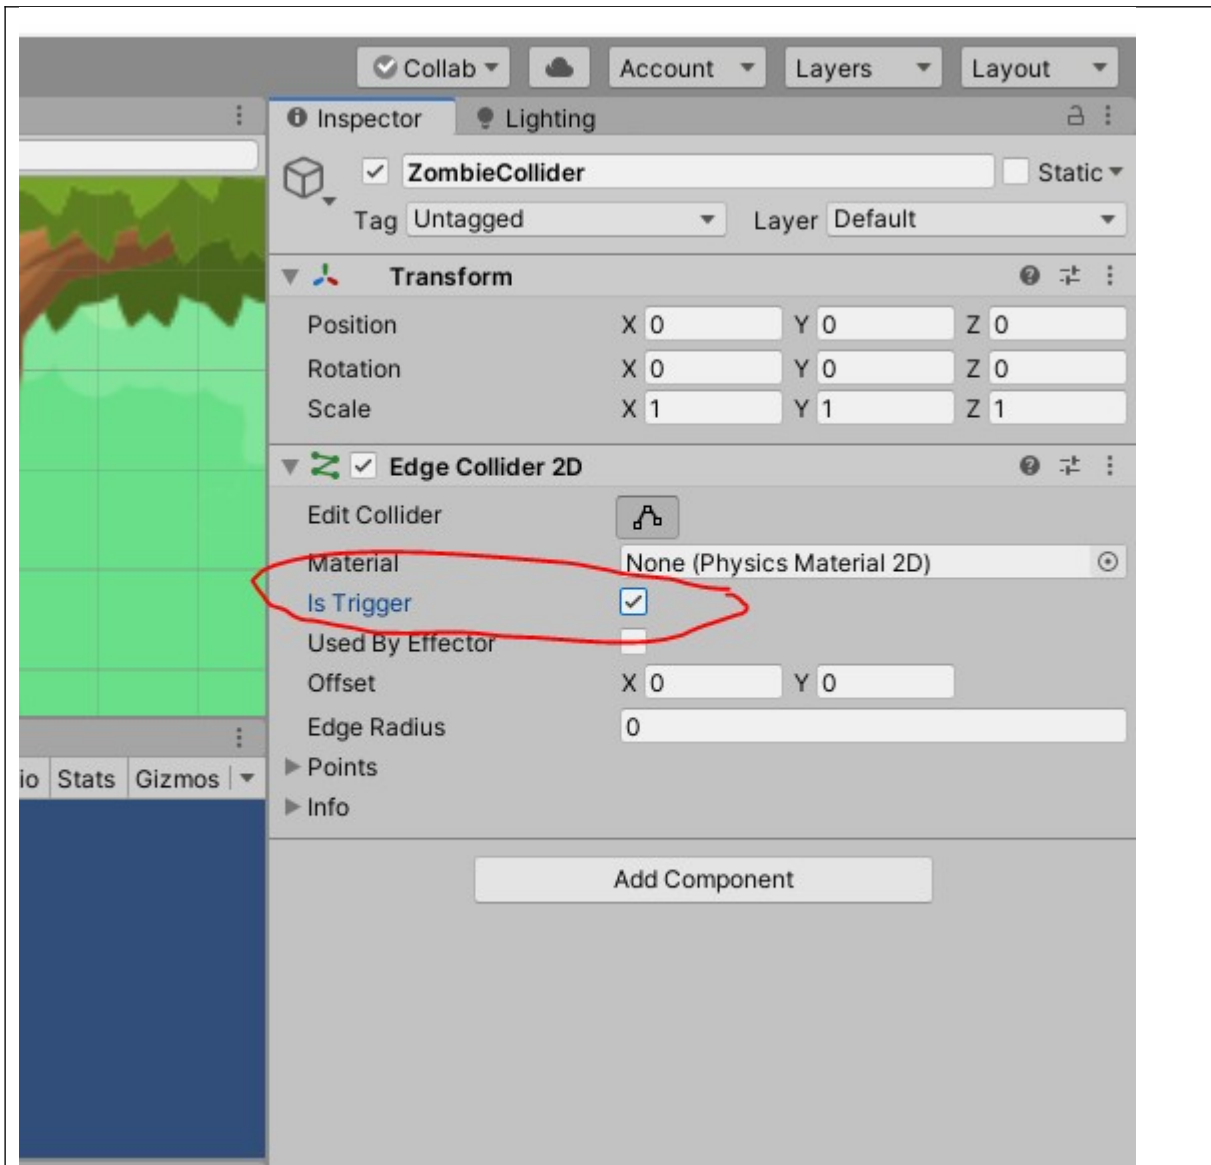 Collab Account Layers Layout
Inspector Lighting
ZombieCollider Static
Tag Untagged Layer Default
Transform
Position X 0 Y 0 Z 0
Rotation X 0 Y 0 Z 0
Scale X 1 Y 1 Z 1
Edge Collider 2D
Edit Collider
Material None (Physics Material 2D)
Is Trigger
Used By Effector
Offset X 0 Y 0
Edge Radius 0
io Stats Gizmos
Points
Info
Add Component